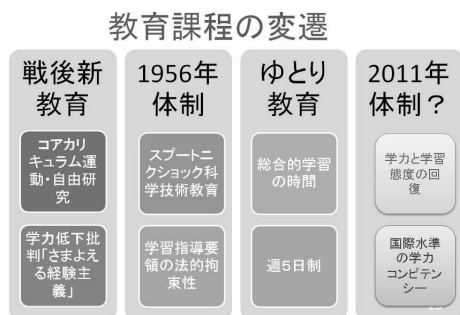 教育課程の変遷
戦後新
教育
コアカリ
キュラム運
動・自由研
究
学力低下批
判「さまよえ
る経験主
義」
1956年
体制
スプートニ
クショック科
学技術教育
学習指導要
領の法的拘
束性
ゆとり
教育
総合的学習
の時間
週5日制
2011年
体制?
学力と学習
態度の回
復
国際水準
の学力
コンピテン
シー